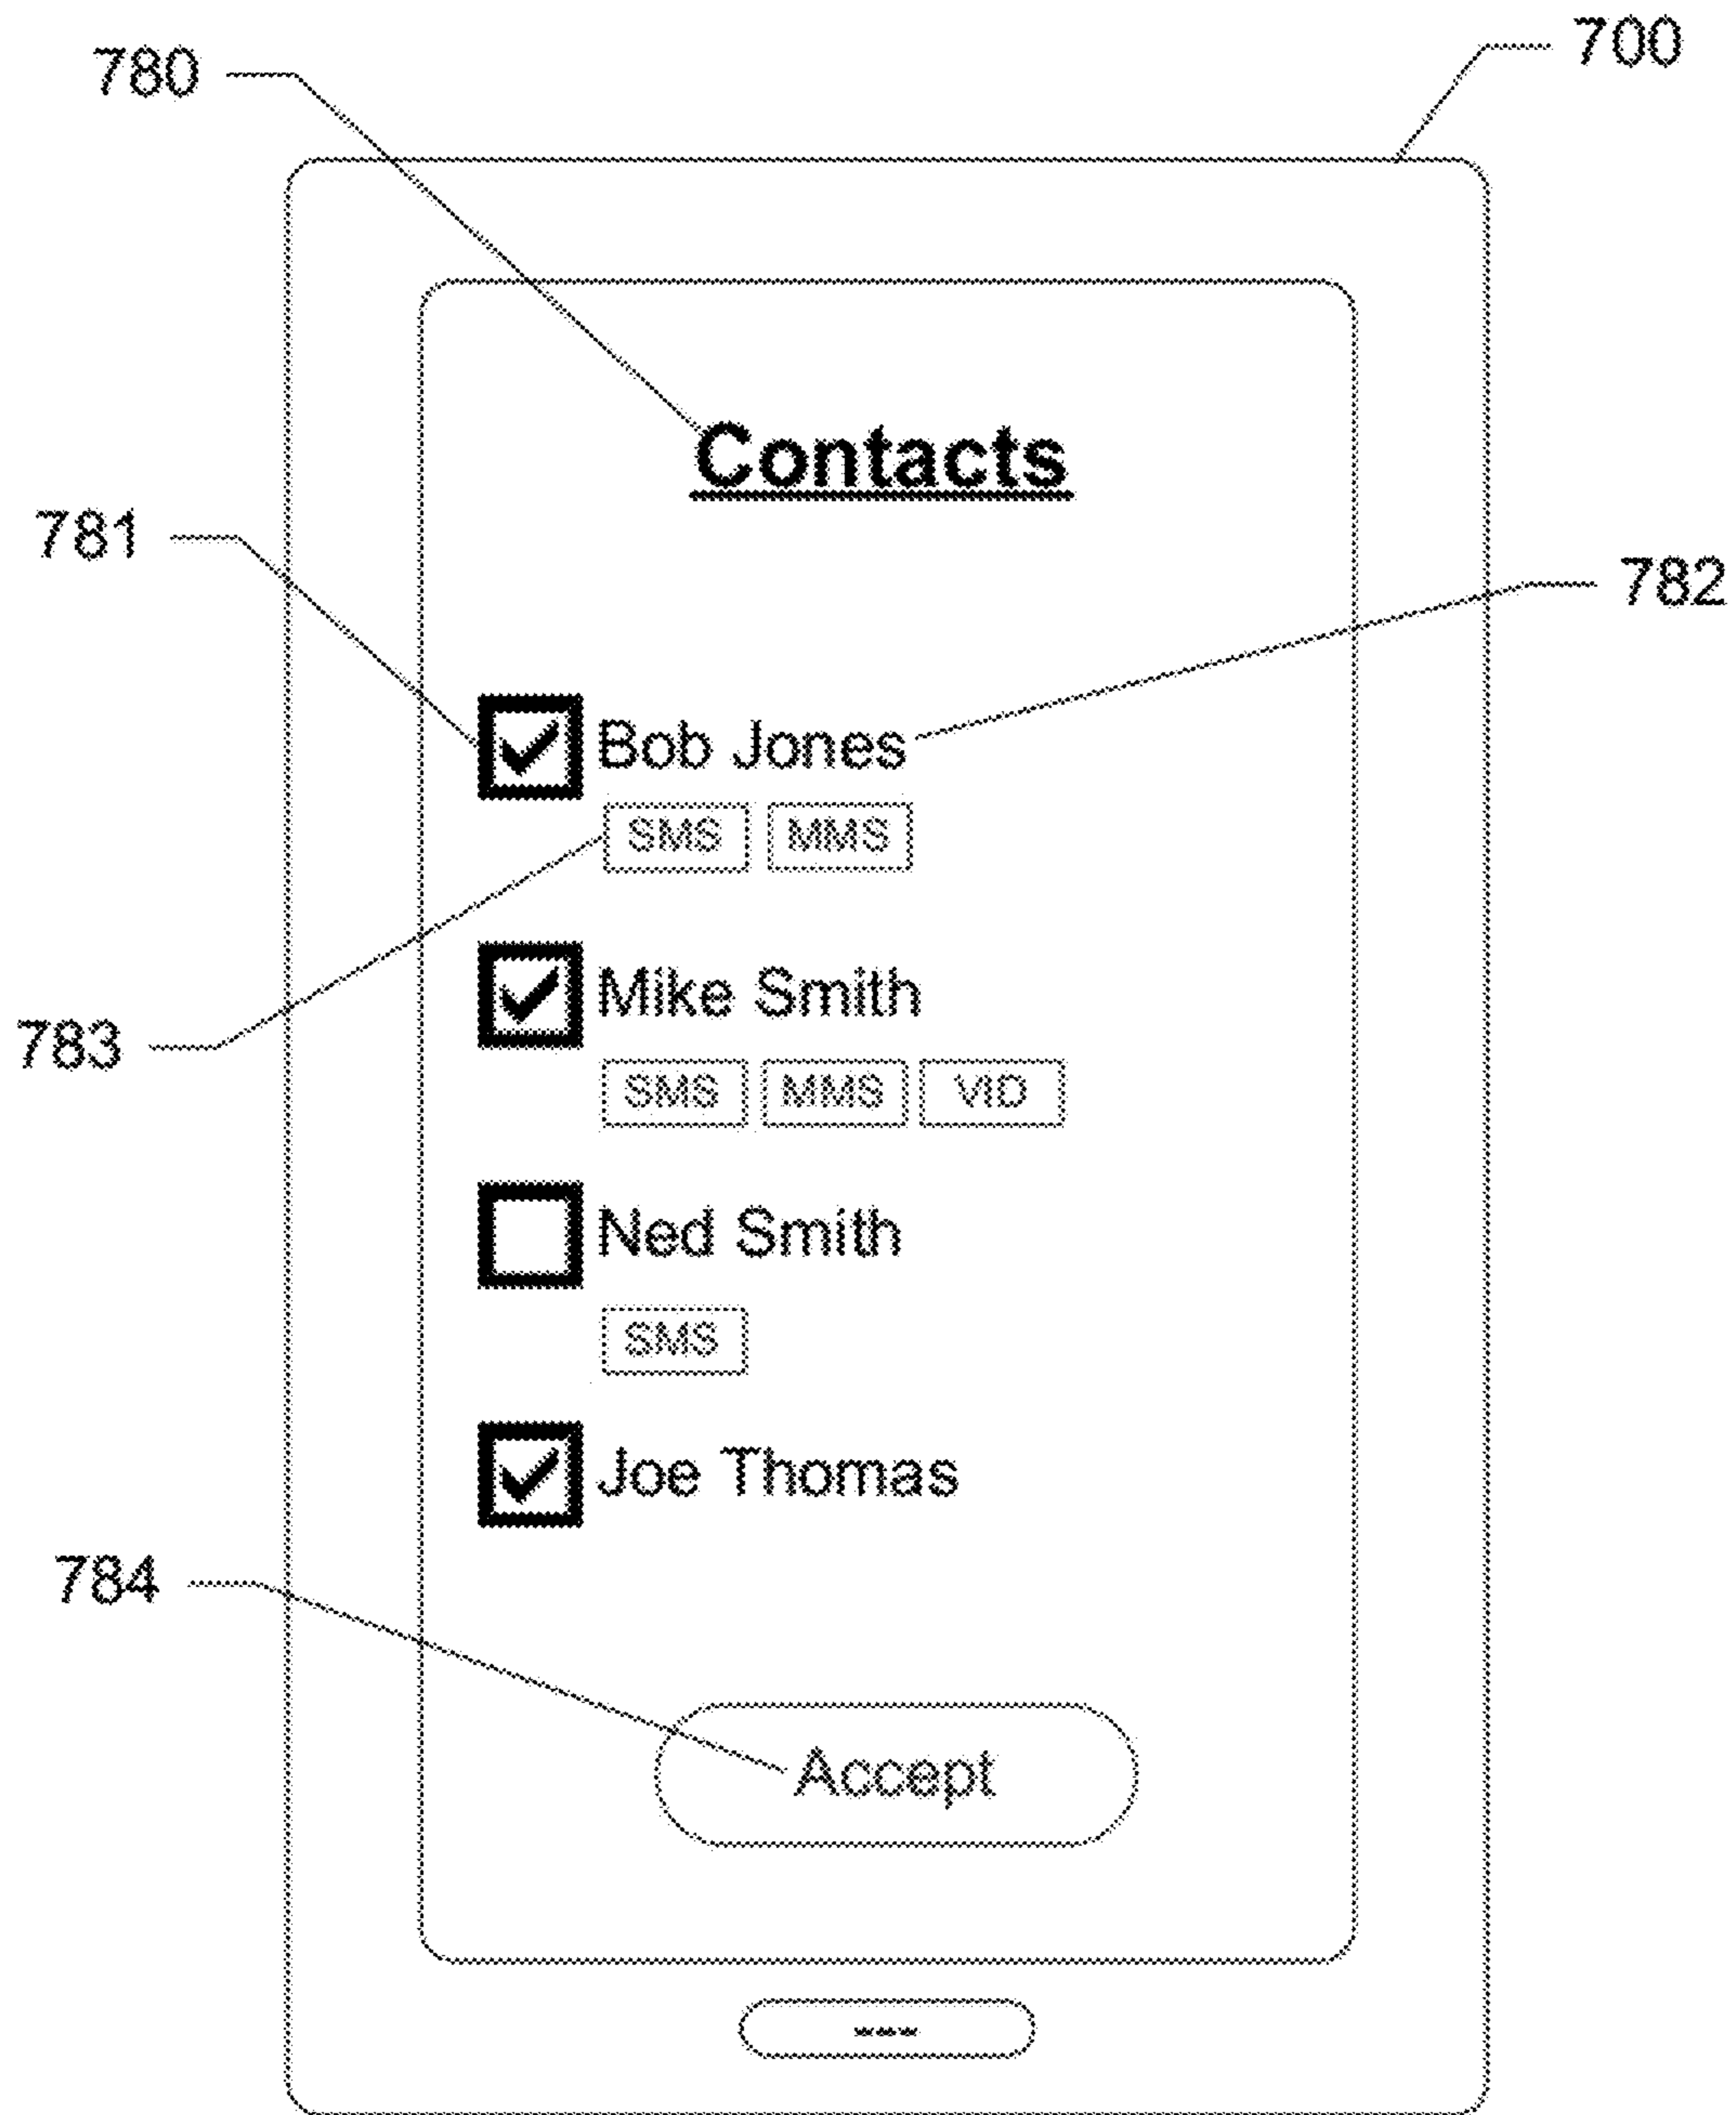 700
780
Contacts
781
782
Bob Jones
SMS MMS
Mike Smith
783
SMS MMS VID
Ned Smith
SMS
Joe Thomas
784
Accept
---